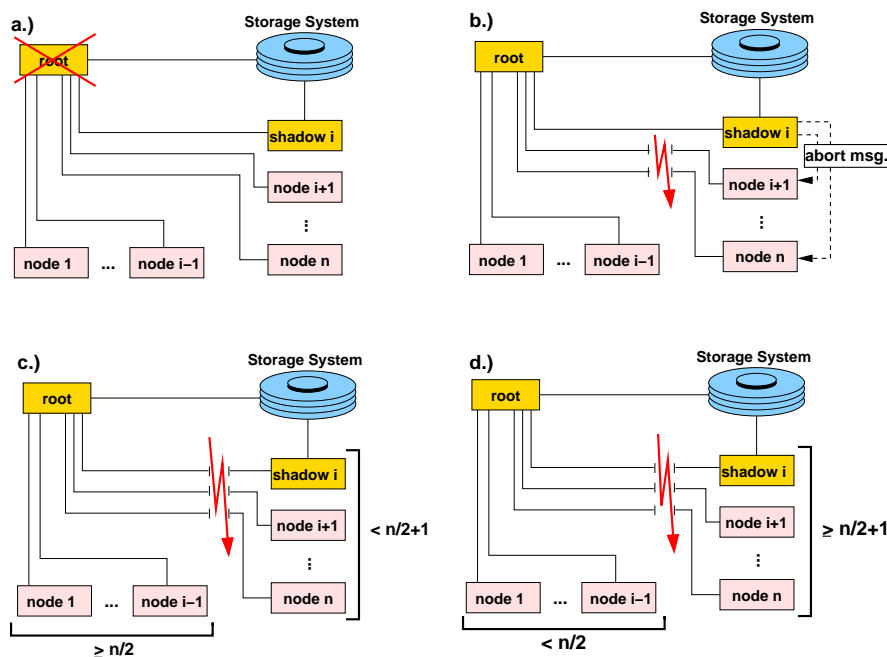 a.)
Storage System
root
shadow i
node i+1
...
node n
node 1 ... node i−1
b.)
Storage System
root
shadow i
abort msg.
node i+1
...
node n
node 1 ... node i−1
c.)
Storage System
root
shadow i
node i+1
< n/2+1
...
node n
node 1 ... node i−1
≥ n/2
d.)
Storage System
root
shadow i
node i+1
≥ n/2+1
...
node n
node 1 ... node i−1
< n/2